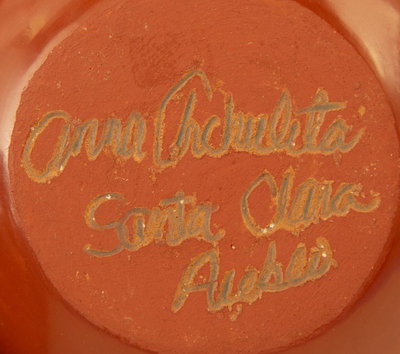 Anna Archuleta
Santa Clara
Pueblo